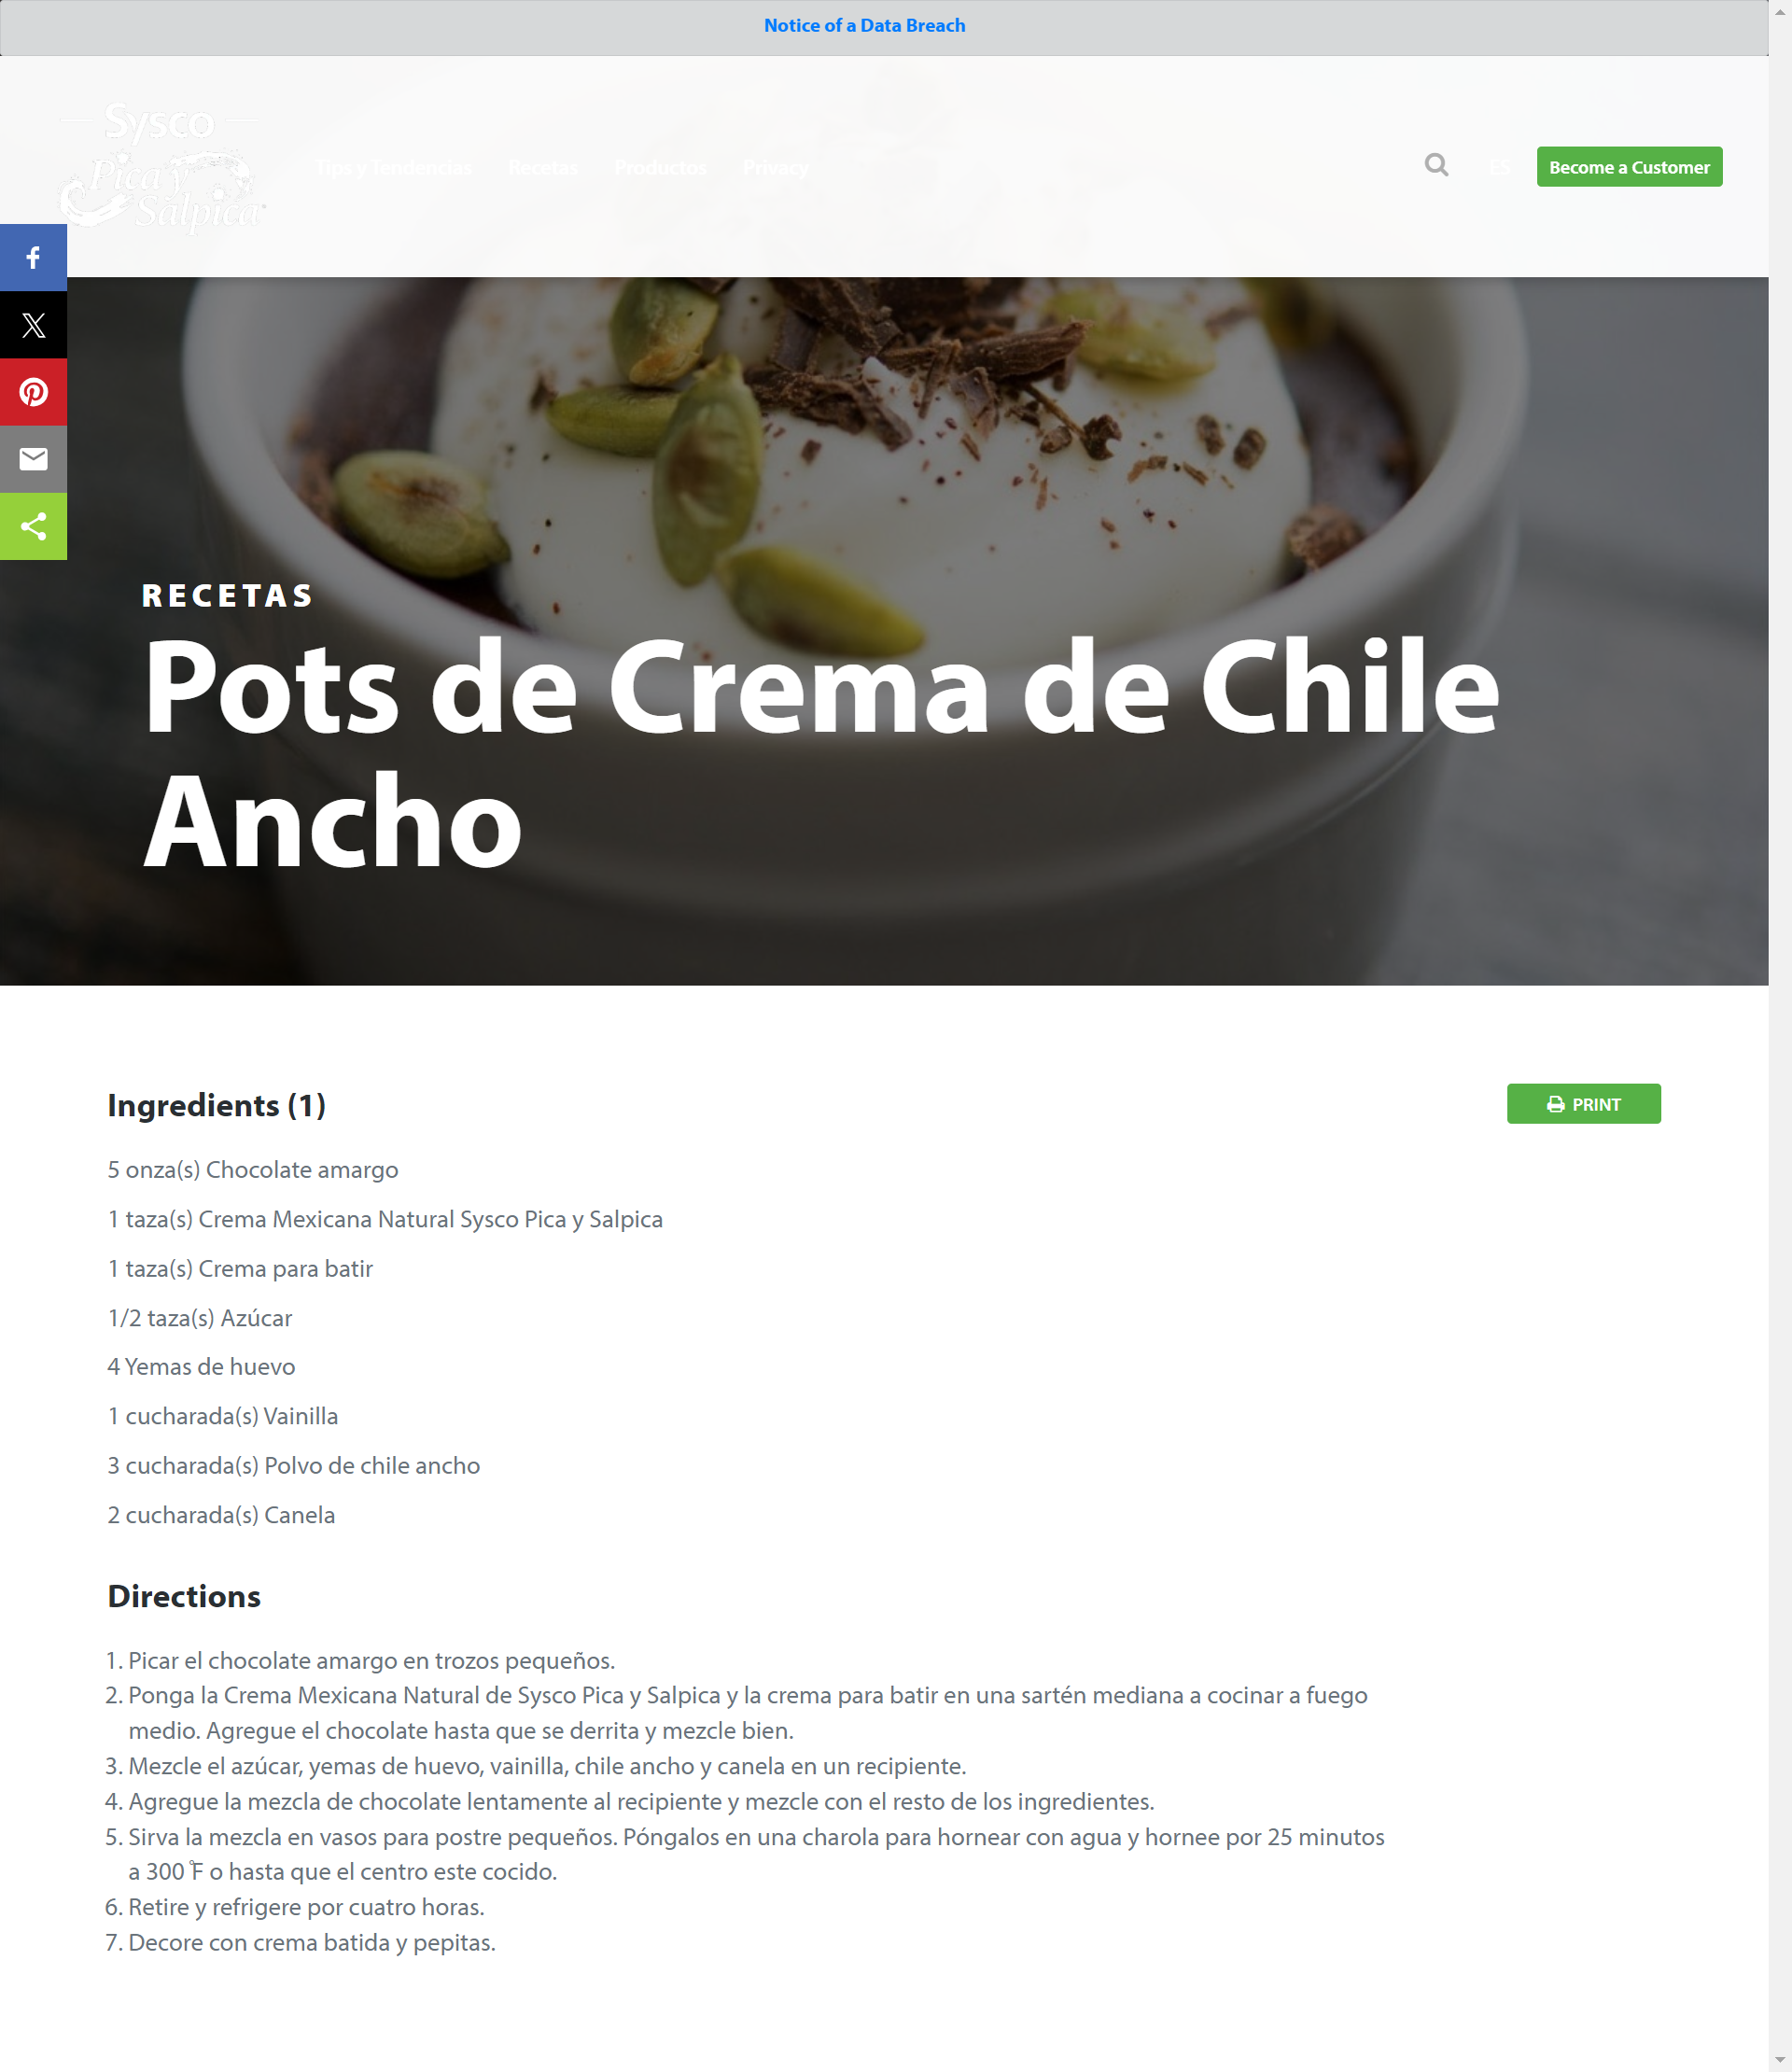 Notice of a Data Breach
Sysco
Pica y
Salpica
Tips y Tendencias Recetas Productos Privacy
ES Become a Customer
RECETAS
Pots de Crema de Chile
Ancho
Ingredients (1)
PRINT
5 onza(s) Chocolate amargo
1 taza(s) Crema Mexicana Natural Sysco Pica y Salpica
1 taza(s) Crema para batir
1/2 taza(s) Azúcar
4 Yemas de huevo
1 cucharada(s) Vainilla
3 cucharada(s) Polvo de chile ancho
2 cucharada(s) Canela
Directions
1. Picar el chocolate amargo en trozos pequeños.
2. Ponga la Crema Mexicana Natural de Sysco Pica y Salpica y la crema para batir en una sartén mediana a cocinar a fuego
medio. Agregue el chocolate hasta que se derrita y mezcle bien.
3. Mezcle el azúcar, yemas de huevo, vainilla, chile ancho y canela en un recipiente.
4. Agregue la mezcla de chocolate lentamente al recipiente y mezcle con el resto de los ingredientes.
5. Sirva la mezcla en vasos para postre pequeños. Póngalos en una charola para hornear con agua y hornee por 25 minutos
a 300 ̊F o hasta que el centro este cocido.
6. Retire y refrigere por cuatro horas.
7. Decore con crema batida y pepitas.